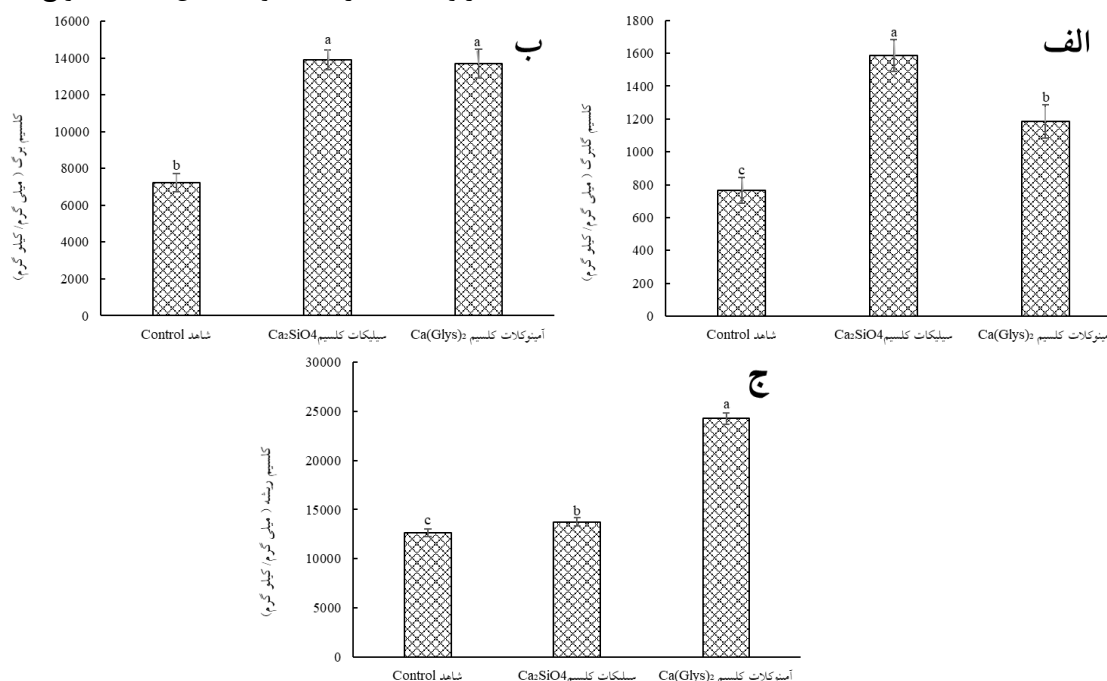 الف
کلسیم گلبرگ ( میلی گرم/ کیلو گرم)
1800
1600
1400
1200
1000
800
600
400
200
0
c
a
b
شاهد Control
سیلیکات کلسیم Ca₂SiO4
آمینوکلات کلسیم Ca(Glys)₂
ب
کلسیم برگ ( میلی گرم/ کیلو گرم)
16000
14000
12000
10000
8000
6000
4000
2000
0
b
a
a
شاهد Control
سیلیکات کلسیم Ca₂SiO4
آمینوکلات کلسیم Ca(Glys)₂
ج
کلسیم ریشه ( میلی گرم/ کیلو گرم)
30000
25000
20000
15000
10000
5000
0
c
b
a
شاهد Control
سیلیکات کلسیم Ca₂SiO4
آمینوکلات کلسیم Ca(Glys)₂